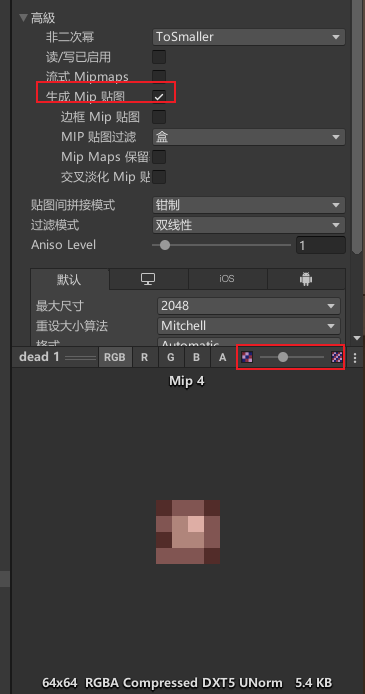 高級
非二次幂 ToSmaller
读/写已启用
流式 Mipmaps
生成 Mip 贴图
边框 Mip 贴图
MIP 贴图过滤 盒
Mip Maps 保留
交叉淡化 Mip 贴
贴图间拼接模式 钳制
过滤模式 双线性
Aniso Level 1
默认 iOS
最大尺寸 2048
重设大小算法 Mitchell
格式 Automatic
dead 1 RGB R G B A
Mip 4
64x64 RGBA Compressed DXT5 UNorm 5.4 KB